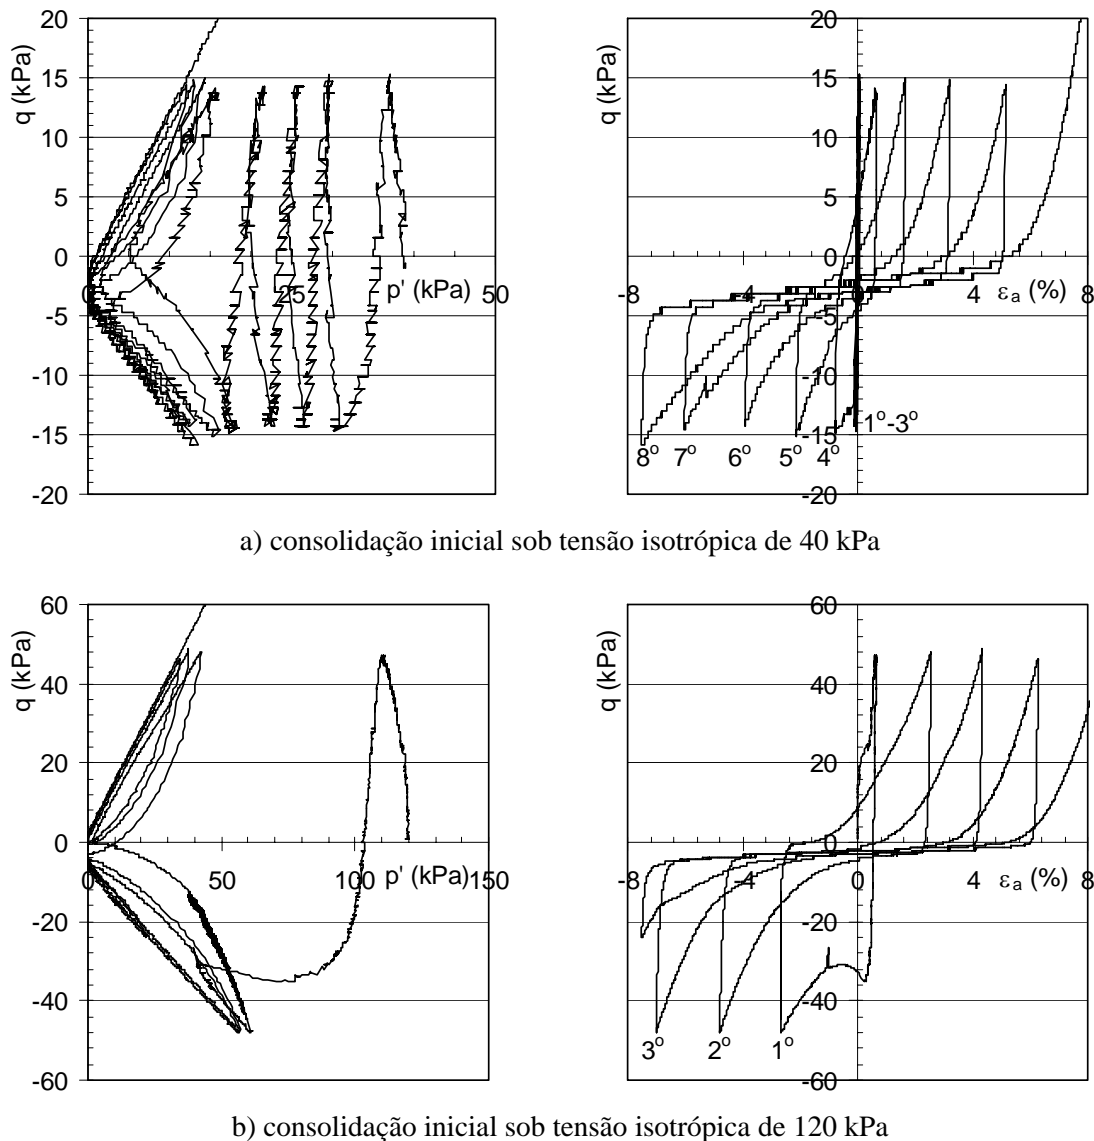 20
15
10
5
0
-5
-10
-15
-20
q (kPa)
0
25
50
p' (kPa)
20
15
10
5
0
-5
-10
-15
-20
q (kPa)
-8
-4
0
4
8
εa (%)
1º-3º
8º
7º
6º
5º
4º
a) consolidação inicial sob tensão isotrópica de 40 kPa
60
40
20
0
-20
-40
-60
q (kPa)
0
50
100
150
p' (kPa)
60
40
20
0
-20
-40
-60
q (kPa)
-8
-4
0
4
8
εa (%)
3º
2º
1º
b) consolidação inicial sob tensão isotrópica de 120 kPa